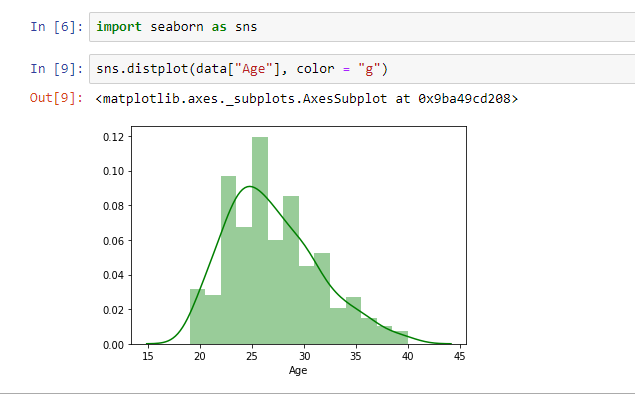 In [6]: import seaborn as sns
In [9]: sns.distplot(data["Age"], color = "g")
Out[9]: <matplotlib.axes._subplots.AxesSubplot at 0x9ba49cd208>
0.12
0.10
0.08
0.06
0.04
0.02
0.00
15 20 25 30 35 40 45
Age